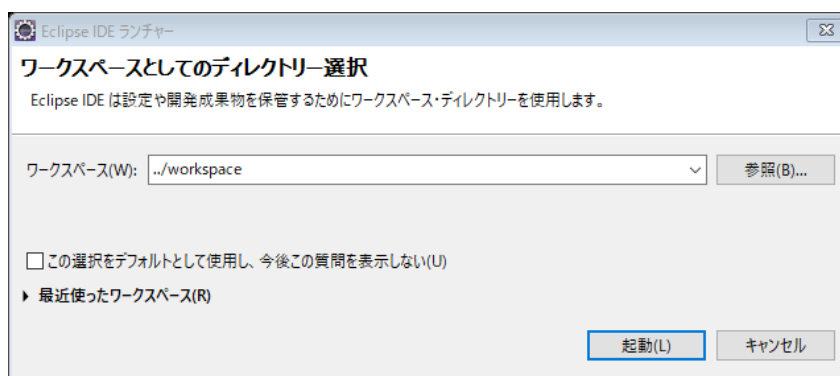 Eclipse IDE ランチャー
ワークスペースとしてのディレクトリー選択
Eclipse IDE は設定や開発成果物を保管するためにワークスペース・ディレクトリーを使用します。
ワークスペース(W): ../workspace 参照(B)...
この選択をデフォルトとして使用し、今後この質問を表示しない(U)
最近使ったワークスペース(R)
起動(L) キャンセル